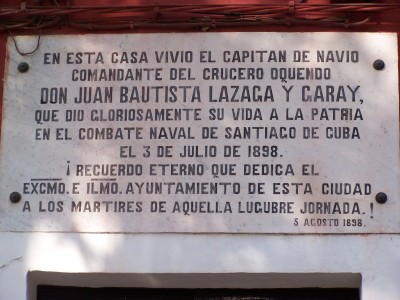 EN ESTA CASA VIVIO EL CAPITAN DE NAVIO
COMANDANTE DEL CRUCERO OQUENDO
DON JUAN BAUTISTA LAZAGA Y GARAY,
QUE DIO GLORIOSAMENTE SU VIDA A LA PATRIA
EN EL COMBATE NAVAL DE SANTIAGO DE CUBA
EL 3 DE JULIO DE 1898.
¡ RECUERDO ETERNO QUE DEDICA EL
EXCMO. E ILMO. AYUNTAMIENTO DE ESTA CIUDAD
A LOS MARTIRES DE AQUELLA LUGUBRE JORNADA. !
5 AGOSTO 1898.